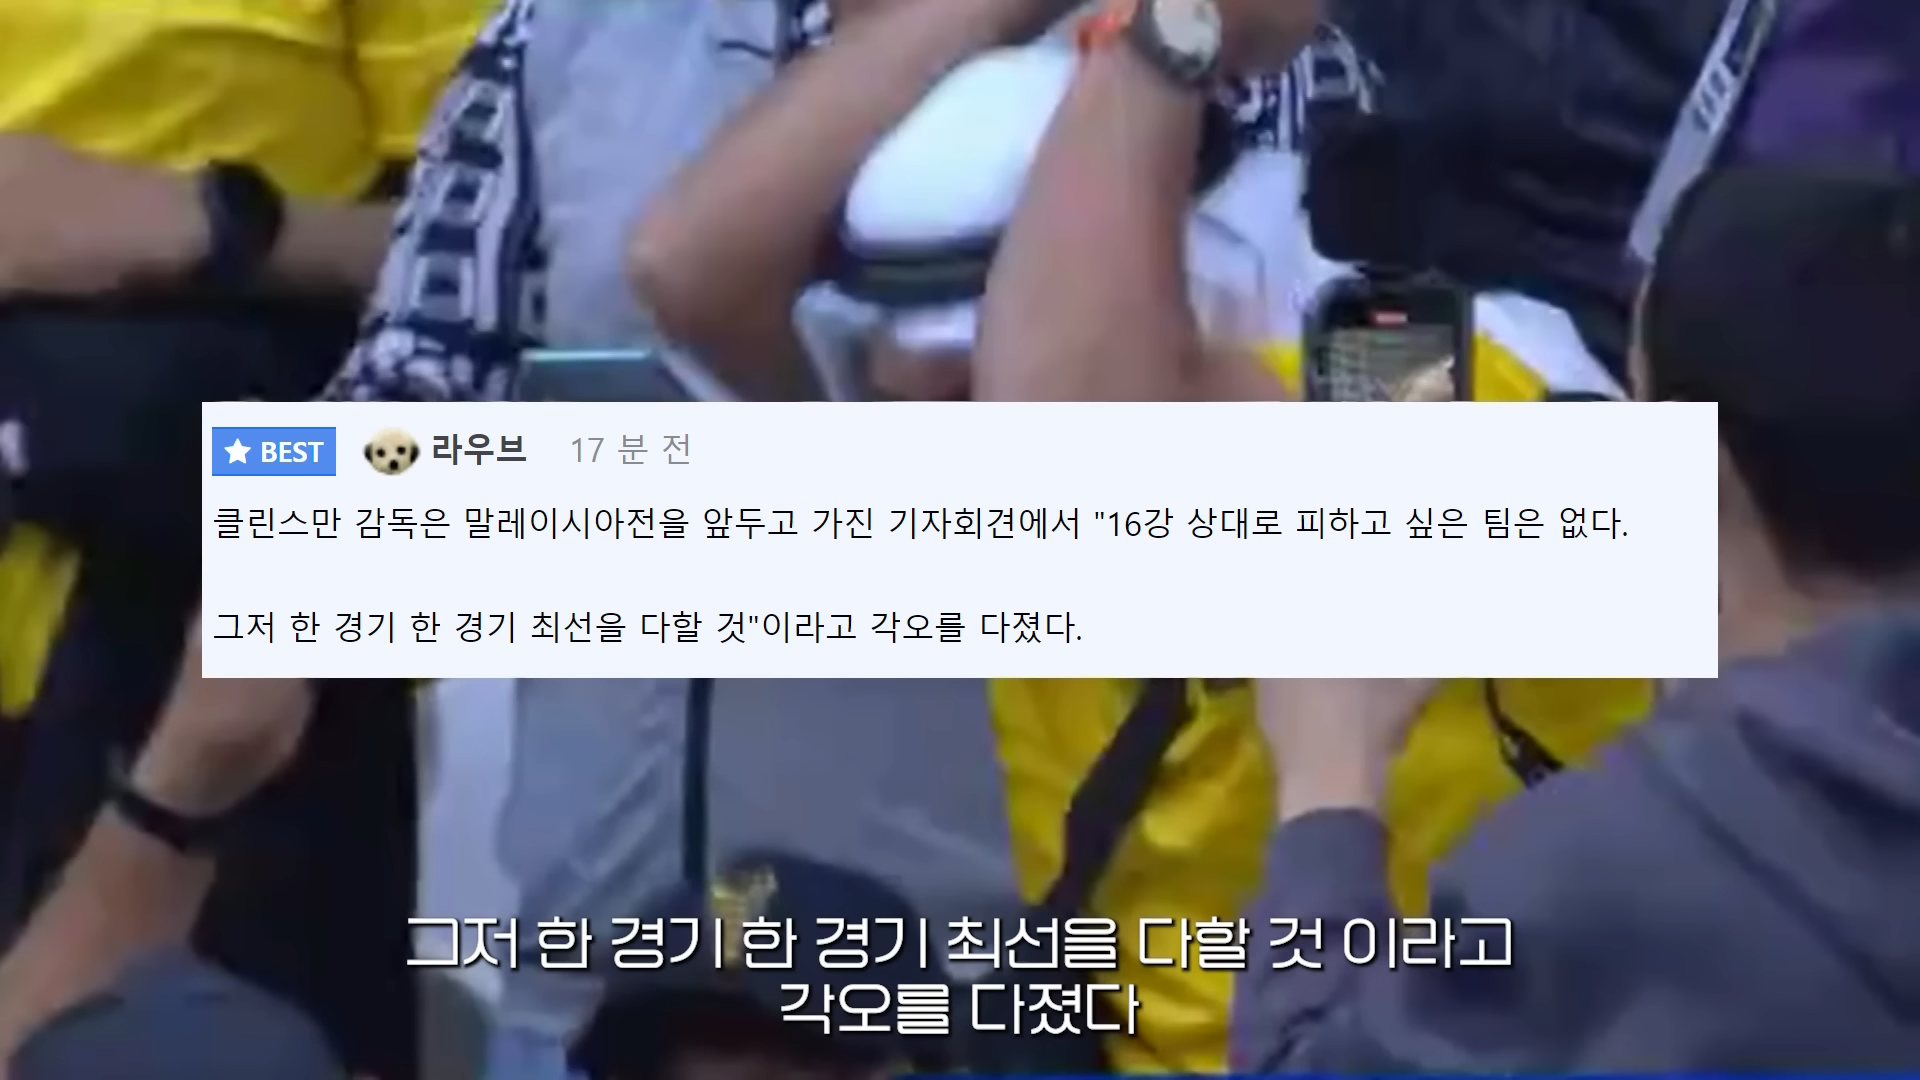 BEST 라우브 17 분 전
클린스만 감독은 말레이시아전을 앞두고 가진 기자회견에서 "16강 상대로 피하고 싶은 팀은 없다.
그저 한 경기 한 경기 최선을 다할 것"이라고 각오를 다졌다.
그저 한 경기 한 경기 최선을 다할 것 이라고
각오를 다졌다